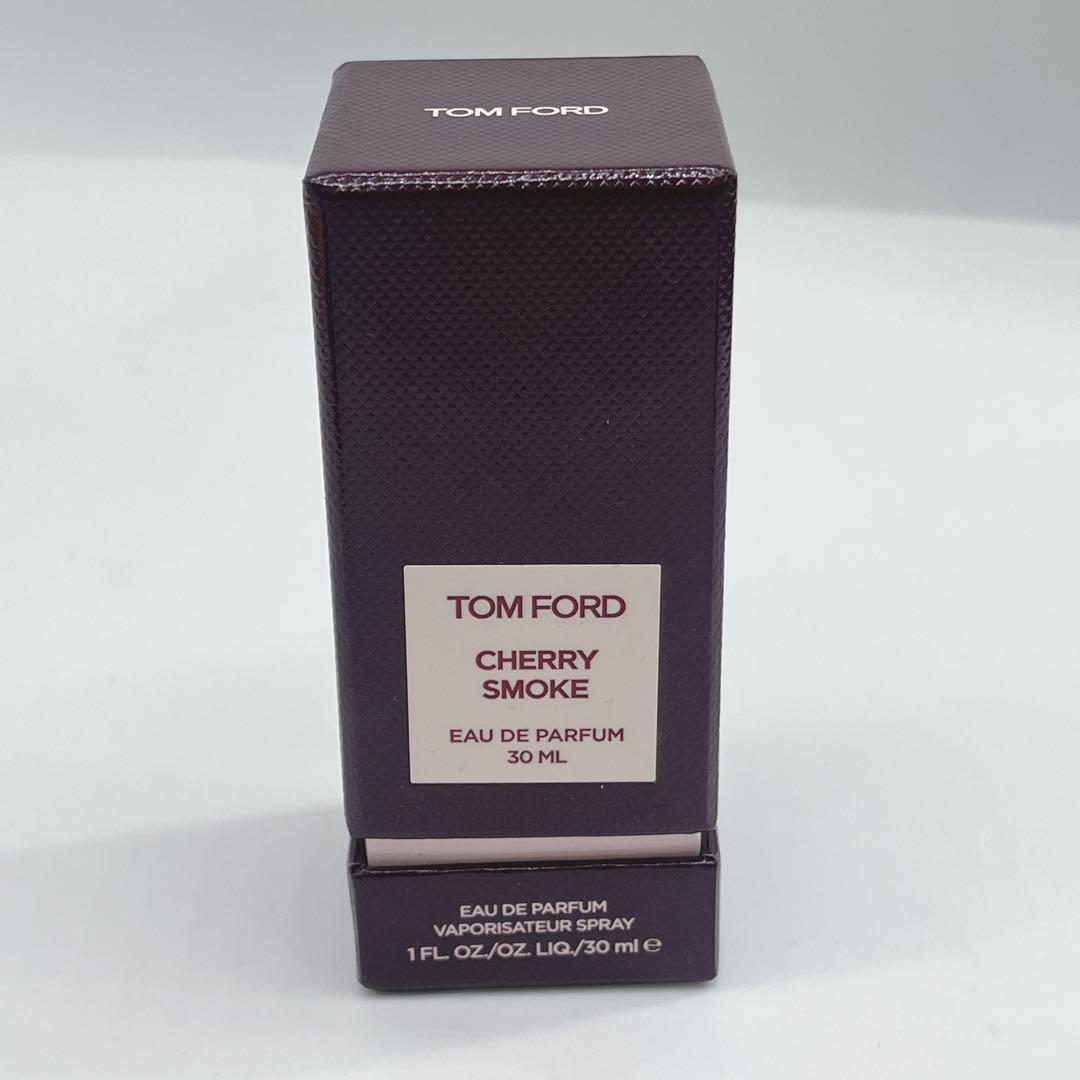 TOM FORD
TOM FORD
CHERRY
SMOKE
EAU DE PARFUM
30 ML
EAU DE PARFUM
VAPORISATEUR SPRAY
1 FL. OZ./OZ. LIQ./30 ml ℮